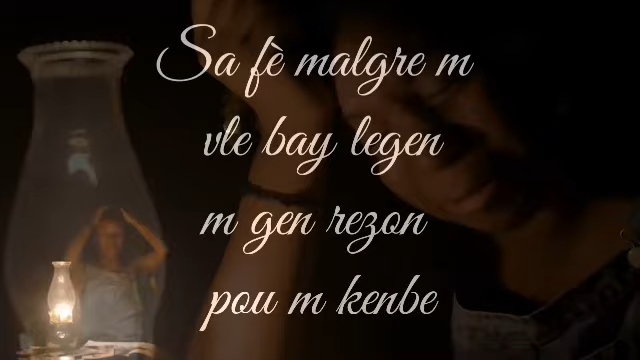 Sa fè malgre m
vle bay legen
m gen rezon
pou m kenbe